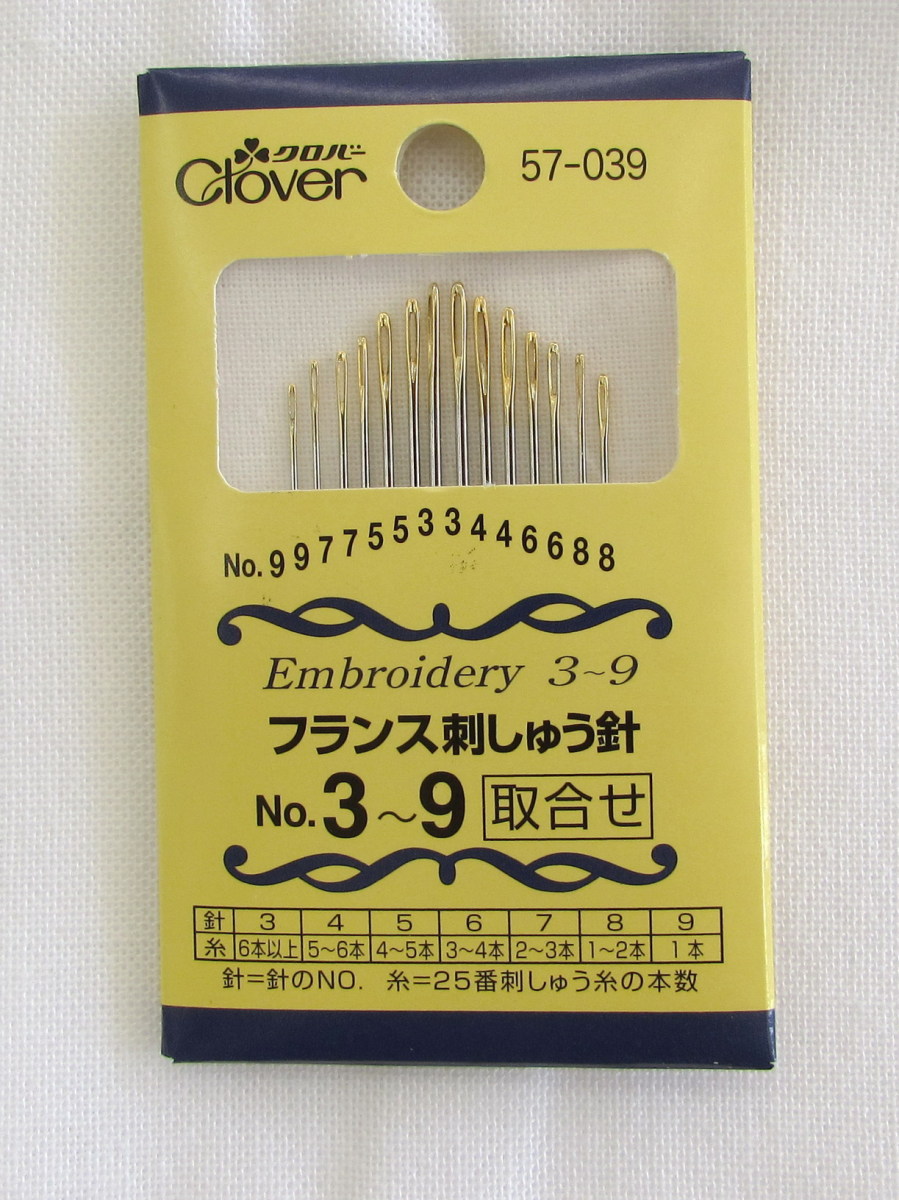 クロバー
Clover
57-039
No.99775533446688
Embroidery 3~9
フランス刺しゅう針
No.3~9 取合せ
針 3 4 5 6 7 8 9
糸 6本以上 5~6本 4~5本 3~4本 2~3本 1~2本 1本
針=針のNO. 糸=25番刺しゅう糸の本数